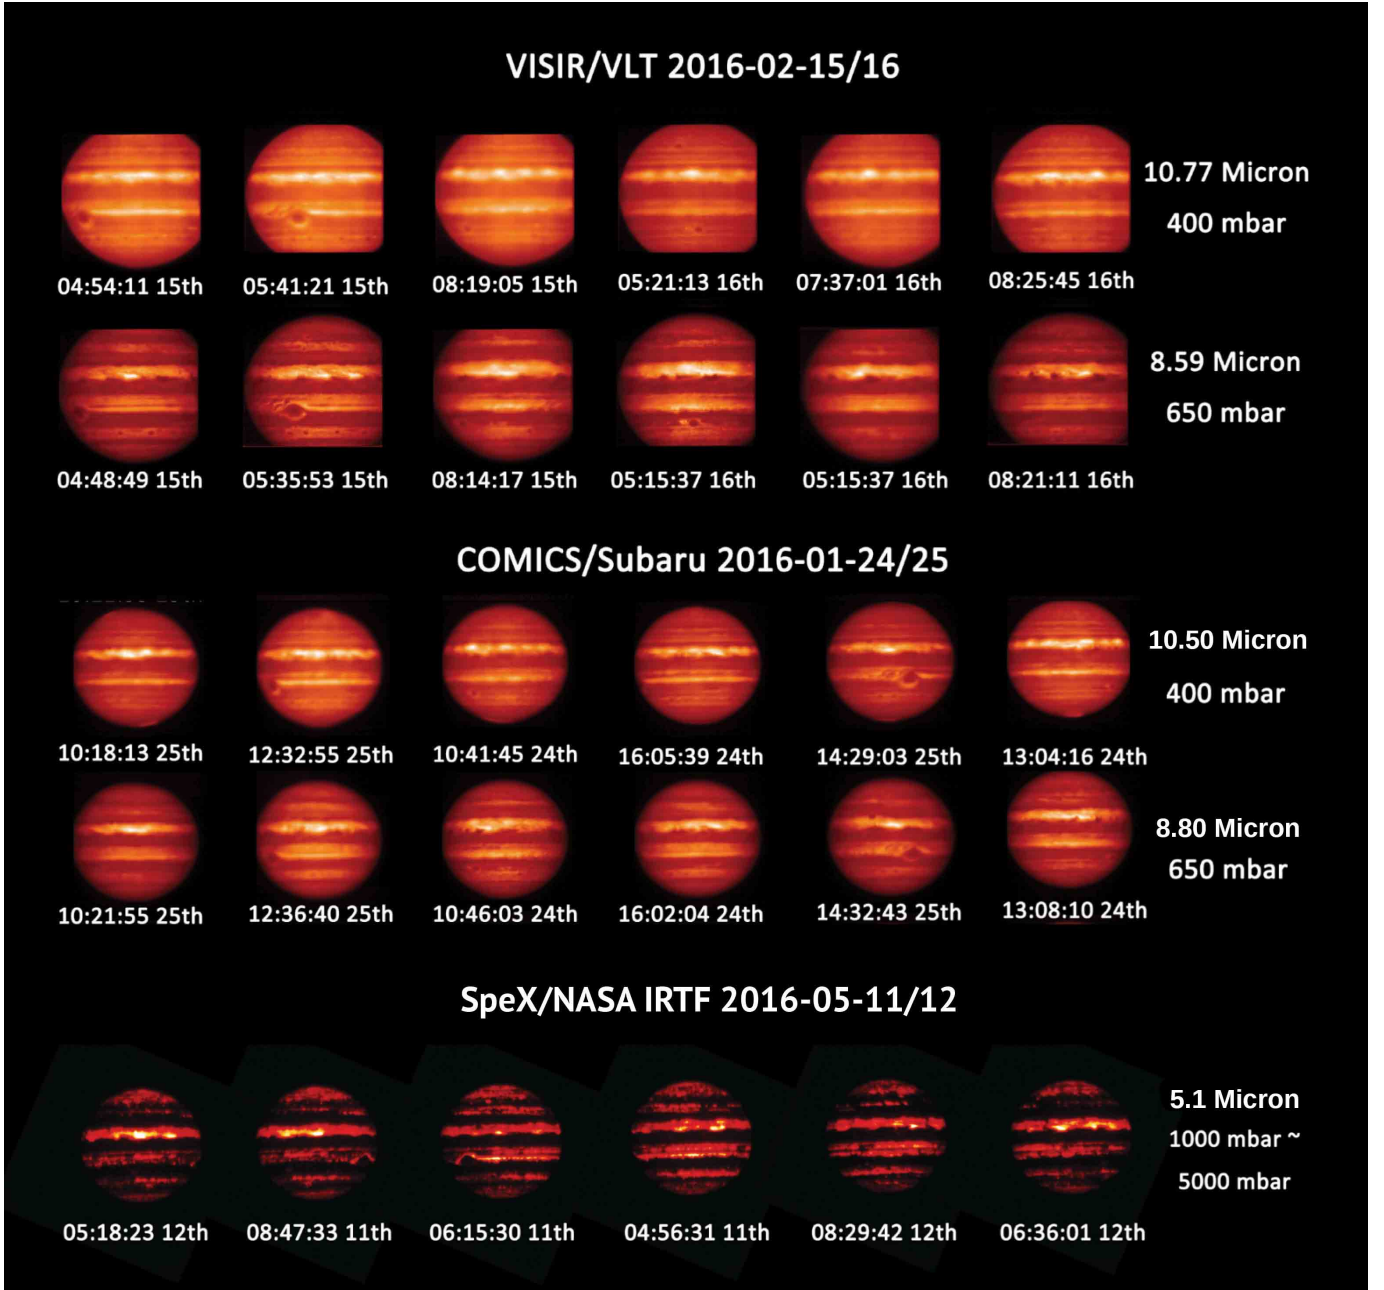 VISIR/VLT 2016-02-15/16
10.77 Micron
400 mbar
04:54:11 15th 05:41:21 15th 08:19:05 15th 05:21:13 16th 07:37:01 16th 08:25:45 16th
8.59 Micron
650 mbar
04:48:49 15th 05:35:53 15th 08:14:17 15th 05:15:37 16th 05:15:37 16th 08:21:11 16th
COMICS/Subaru 2016-01-24/25
10.50 Micron
400 mbar
10:18:13 25th 12:32:55 25th 10:41:45 24th 16:05:39 24th 14:29:03 25th 13:04:16 24th
8.80 Micron
650 mbar
10:21:55 25th 12:36:40 25th 10:46:03 24th 16:02:04 24th 14:32:43 25th 13:08:10 24th
SpeX/NASA IRTF 2016-05-11/12
5.1 Micron
1000 mbar ~
5000 mbar
05:18:23 12th 08:47:33 11th 06:15:30 11th 04:56:31 11th 08:29:42 12th 06:36:01 12th